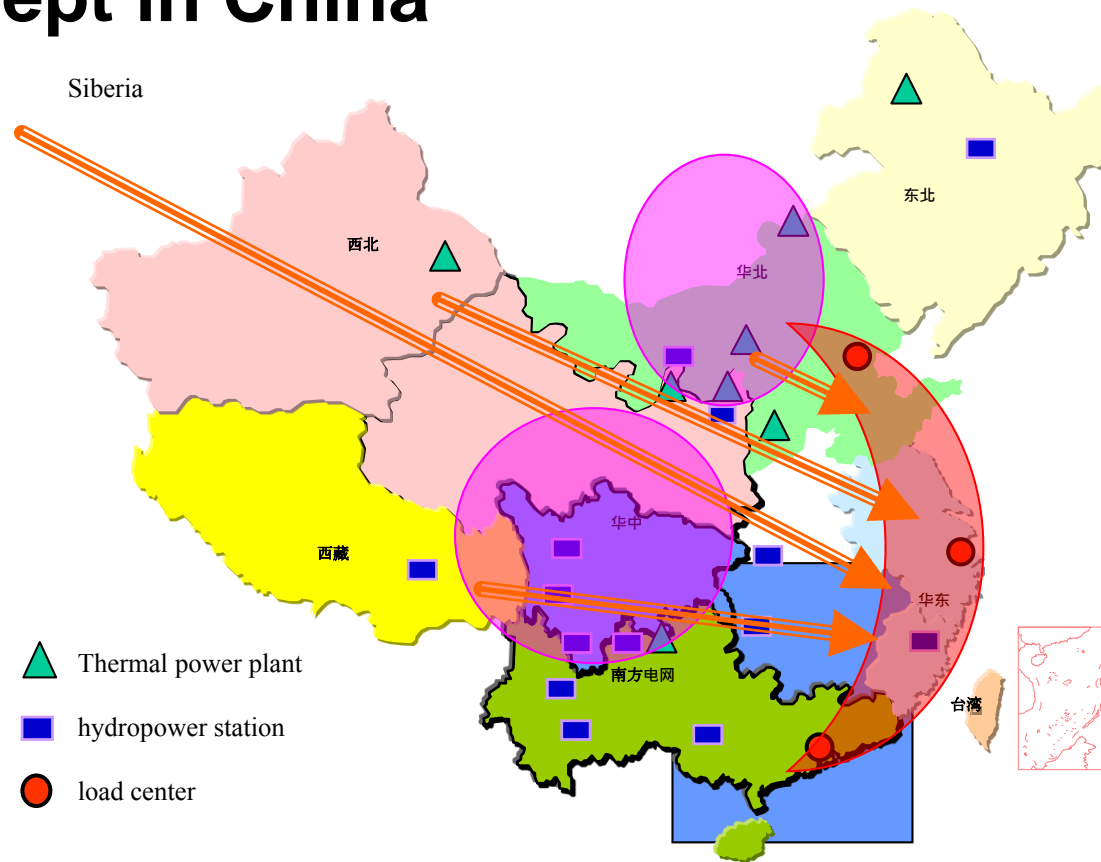 ept in China
Siberia
东北
西北
华北
华中
西藏
华东
Thermal power plant
南方电网
台湾
hydropower station
load center